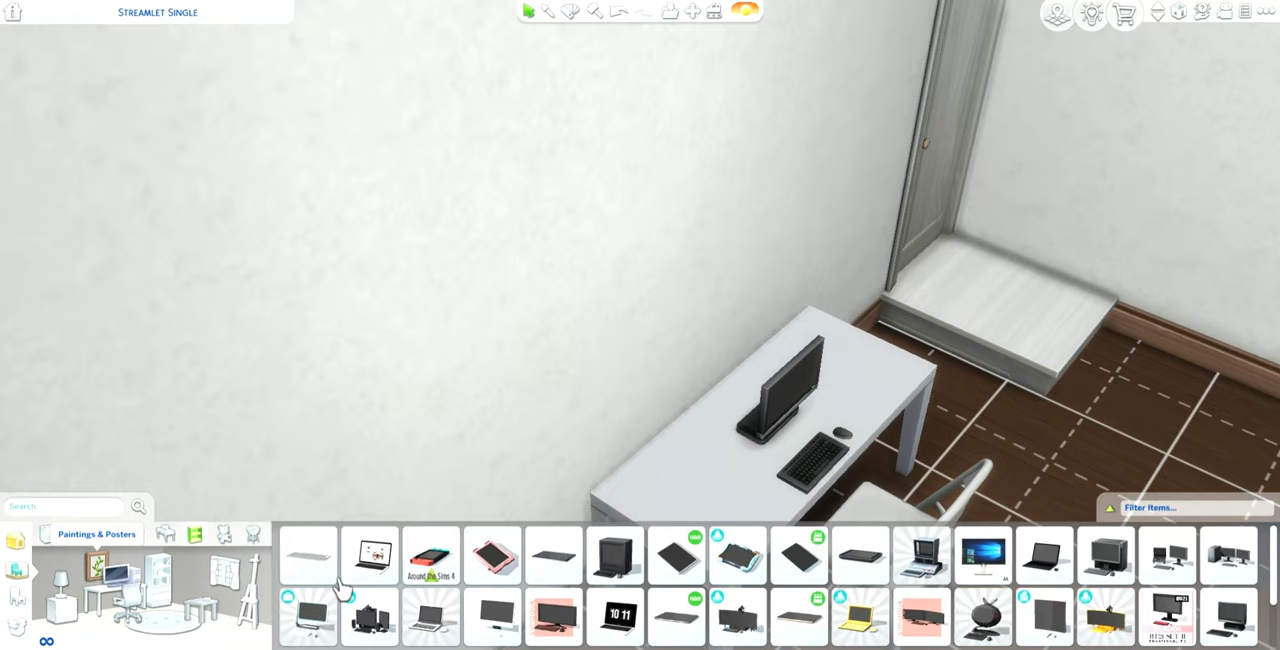 STREAMLET SINGLE
Search
Filter Items...
Paintings & Posters
Around the Sims 4
10 11